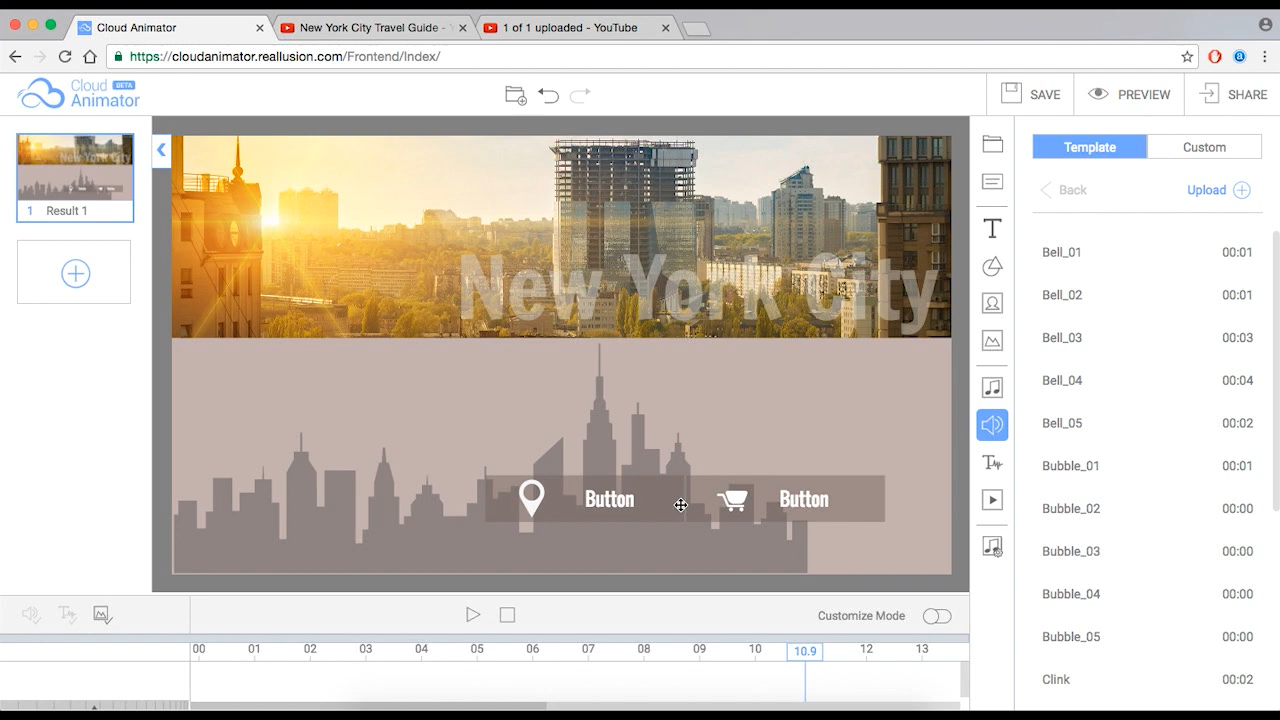 Cloud Animator
New York City Travel Guide -
1 of 1 uploaded - YouTube
https://cloudanimator.reallusion.com/Frontend/Index/
Cloud BETA
Animator
SAVE
PREVIEW
SHARE
1 Result 1
New York City
Button
Button
Template
Custom
Back
Upload
Bell_01 00:01
Bell_02 00:01
Bell_03 00:03
Bell_04 00:04
Bell_05 00:02
Bubble_01 00:01
Bubble_02 00:00
Bubble_03 00:00
Bubble_04 00:00
Bubble_05 00:00
Clink 00:02
Customize Mode
00 01 02 03 04 05 06 07 08 09 10 10.9 12 13